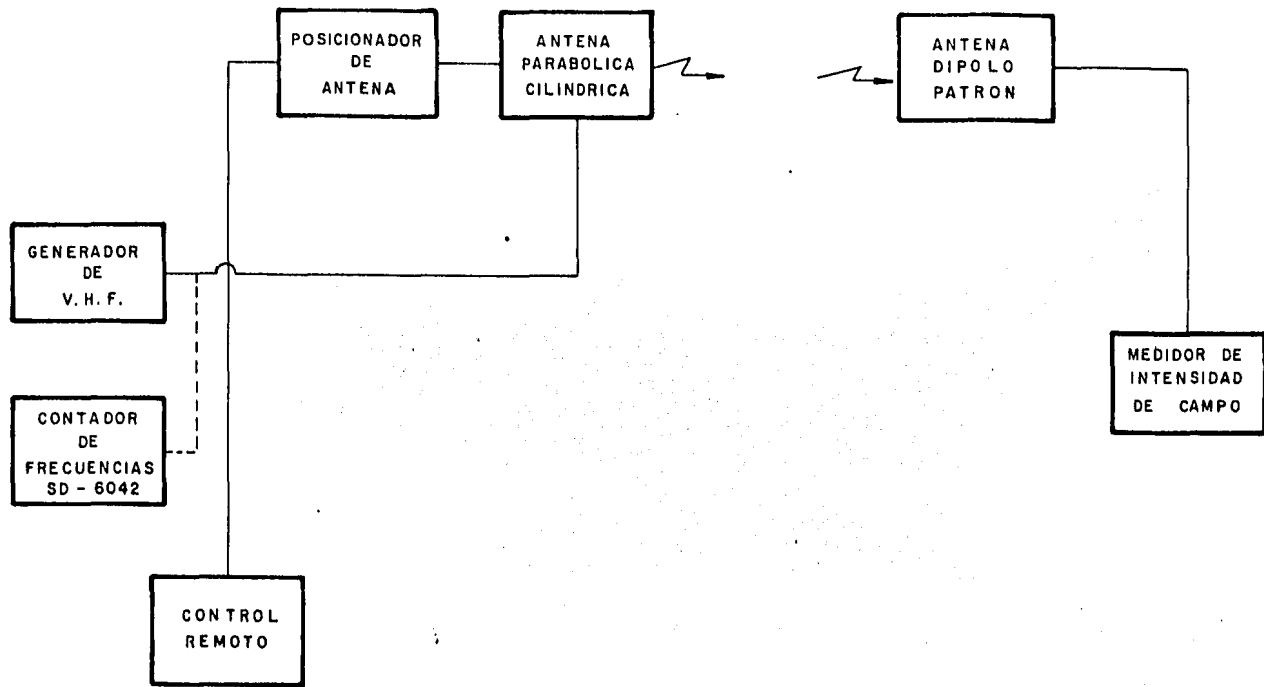 POSICIONADOR
DE
ANTENA
ANTENA
PARABOLICA
CILINDRICA
ANTENA
DIPOLO
PATRON
GENERADOR
DE
V. H. F.
MEDIDOR DE
INTENSIDAD
DE CAMPO
CONTADOR
DE
FRECUENCIAS
SD - 6042
CONTROL
REMOTO